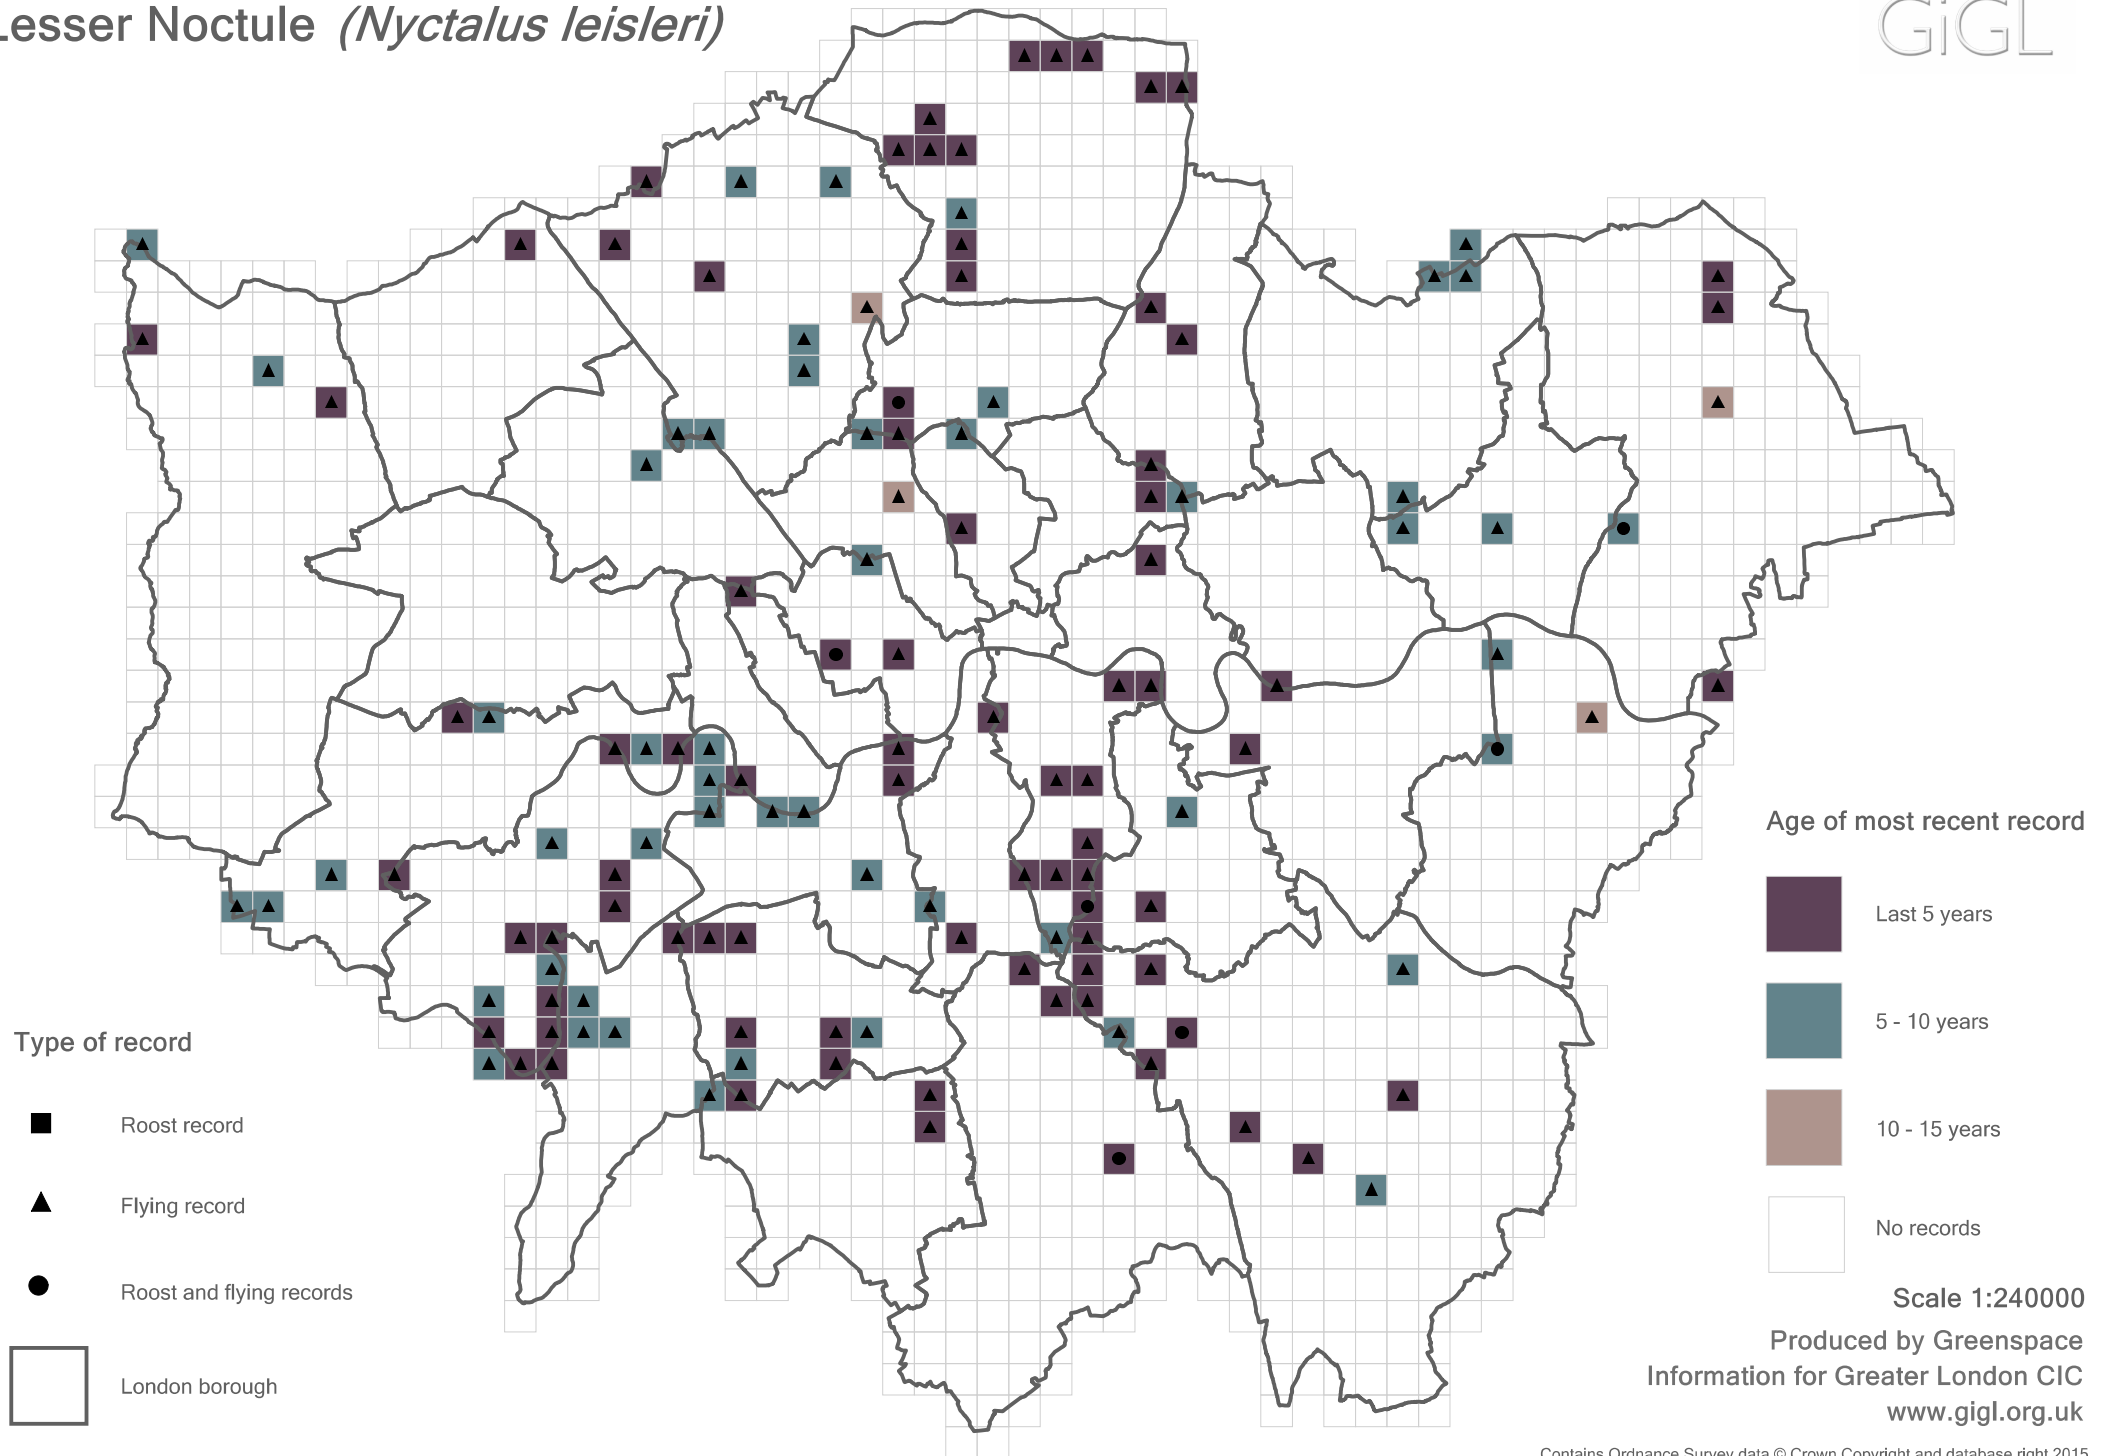 Lesser Noctule (Nyctalus leisleri)
GiGL
Age of most recent record
Last 5 years
5 - 10 years
10 - 15 years
No records
Type of record
Roost record
Flying record
Roost and flying records
London borough
Scale 1:240000
Produced by Greenspace
Information for Greater London CIC
www.gigl.org.uk
Contains Ordnance Survey data © Crown Copyright and database right 2015